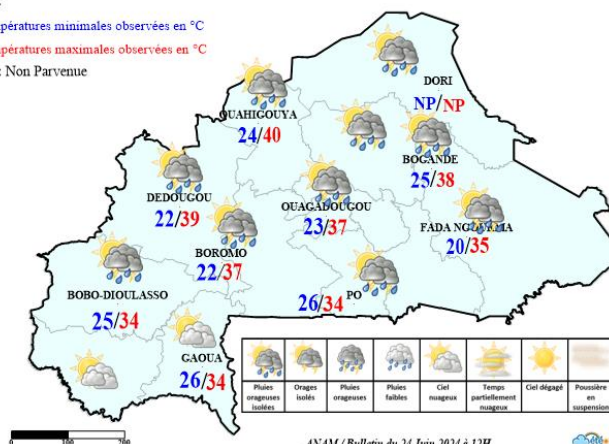 températures minimales observées en °C
températures maximales observées en °C
: Non Parvenue
DORI
NP/NP
OUAHIGOUYA
24/40
BOGANDE
25/38
DEDOUGOU
22/39
OUAGADOUGOU
23/37
FADA NGOURMA
20/35
BOROMO
22/37
BOBO-DIOULASSO
25/34
PO
26/34
GAOUA
26/34
Pluies orageuses isolées
Orages isolés
Pluies orageuses
Pluies faibles
Ciel nuageux
Temps partiellement nuageux
Ciel dégagé
Poussière en suspension
ANAM / Bulletin du 24 Juin 2024 à 12H